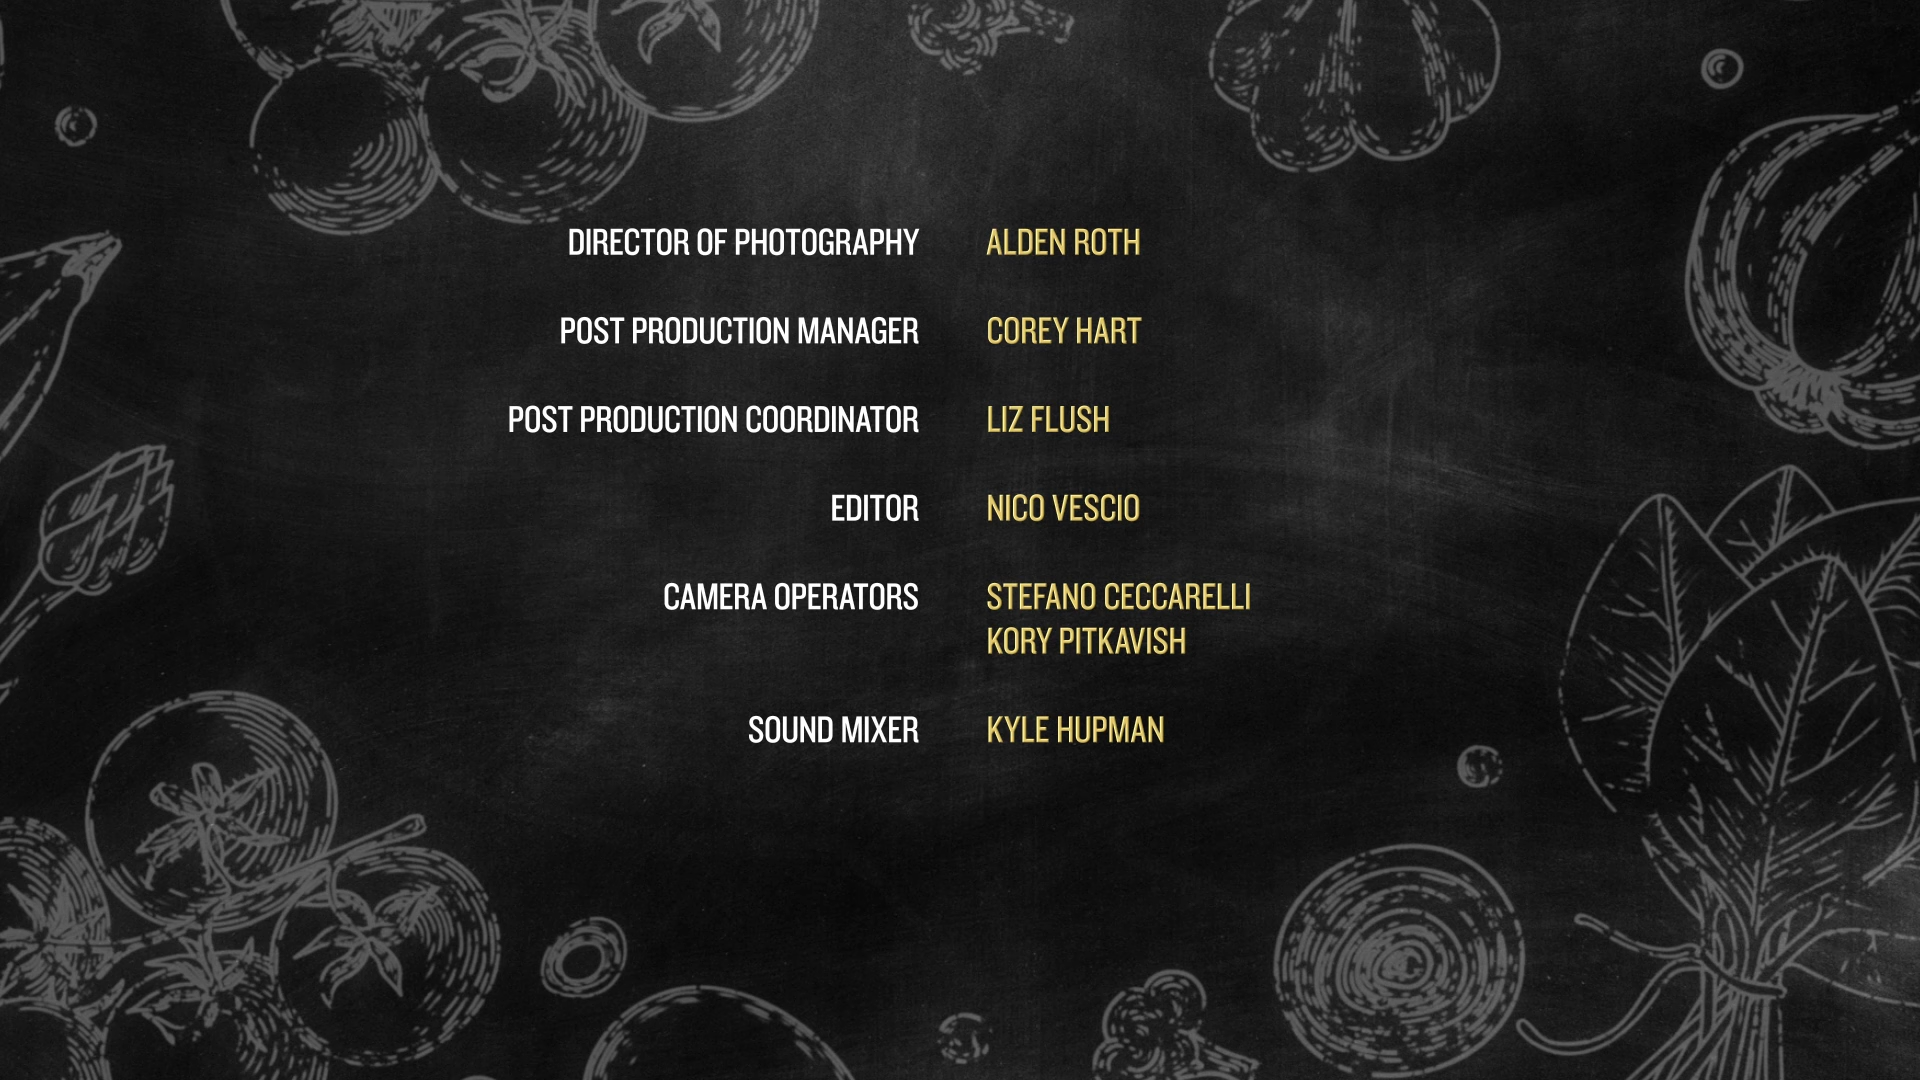 DIRECTOR OF PHOTOGRAPHY ALDEN ROTH
POST PRODUCTION MANAGER COREY HART
POST PRODUCTION COORDINATOR LIZ FLUSH
EDITOR NICO VESCIO
CAMERA OPERATORS STEFANO CECCARELLI
KORY PITKAVISH
SOUND MIXER KYLE HUPMAN